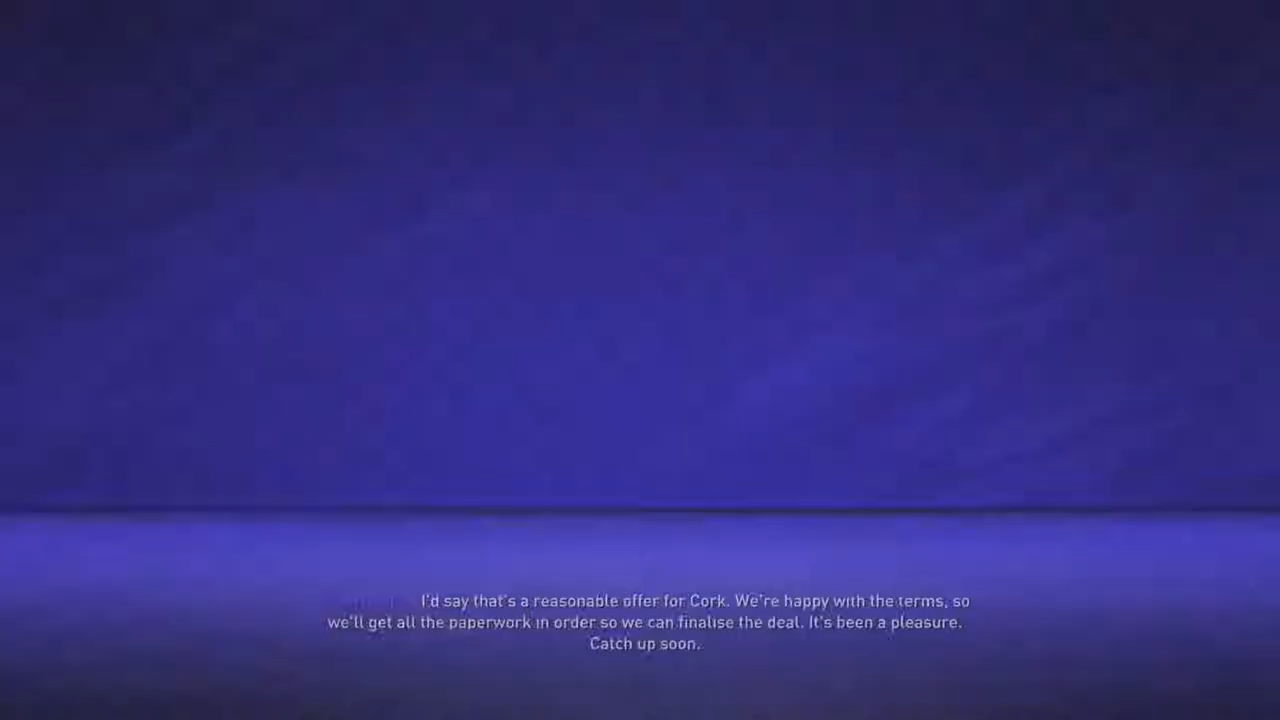 I'd say that's a reasonable offer for Cork. We're happy with the terms, so
we'll get all the paperwork in order so we can finalise the deal. It's been a pleasure.
Catch up soon.